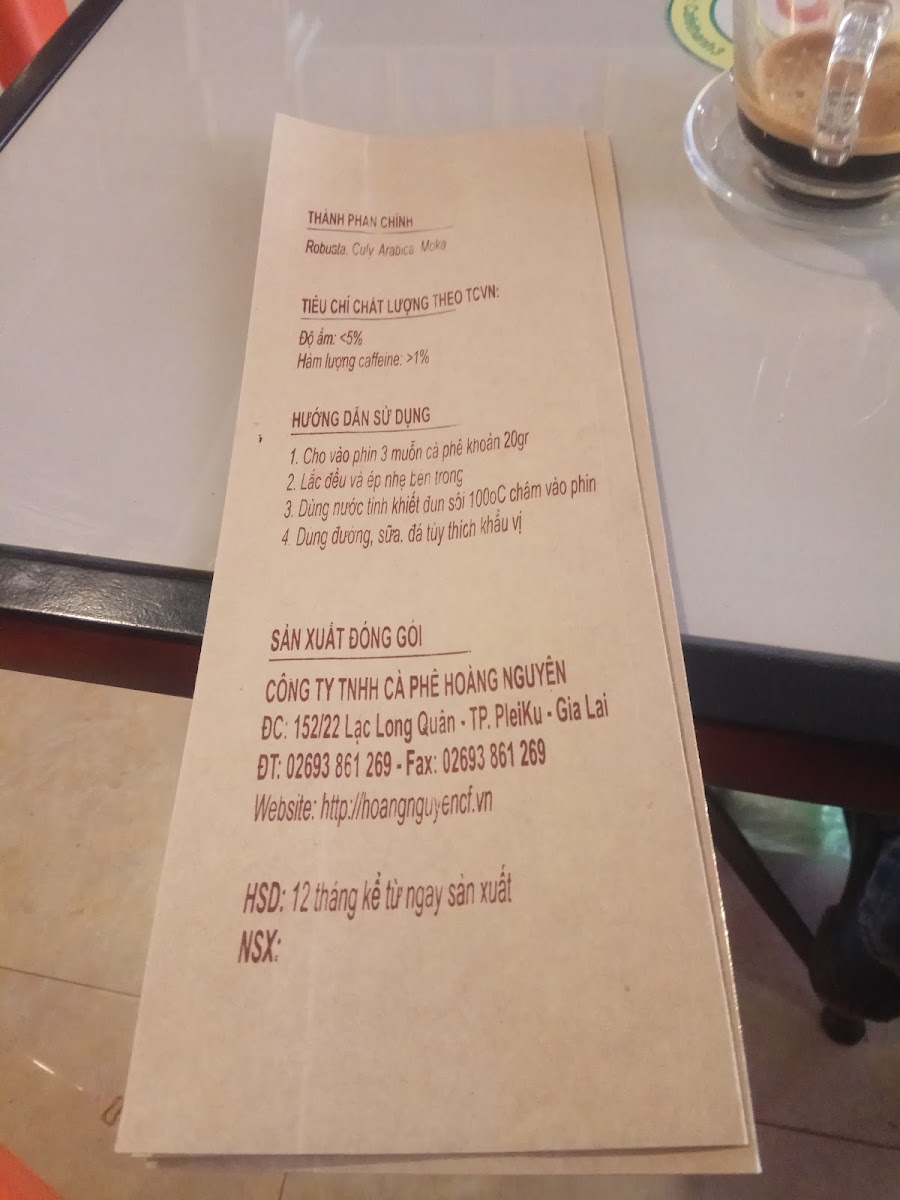 Cafethanh3
THÀNH PHẦN CHÍNH
Robusta, Culy Arabica Moka
TIÊU CHÍ CHẤT LƯỢNG THEO TCVN:
Độ ẩm: <5%
Hàm lượng caffeine: >1%
HƯỚNG DẪN SỬ DỤNG
1. Cho vào phin 3 muỗn cà phê khoản 20gr
2. Lắc đều và ép nhẹ bên trong
3. Dùng nước tinh khiết đun sôi 100oC châm vào phin
4. Dung đường, sữa, đá tùy thích khẩu vị
SẢN XUẤT ĐÓNG GÓI
CÔNG TY TNHH CÀ PHÊ HOÀNG NGUYÊN
ĐC: 152/22 Lạc Long Quân - TP. PleiKu - Gia Lai
ĐT: 02693 861 269 - Fax: 02693 861 269
Website: http://hoangnguyencf.vn
HSD: 12 tháng kể từ ngay sản xuất
NSX: